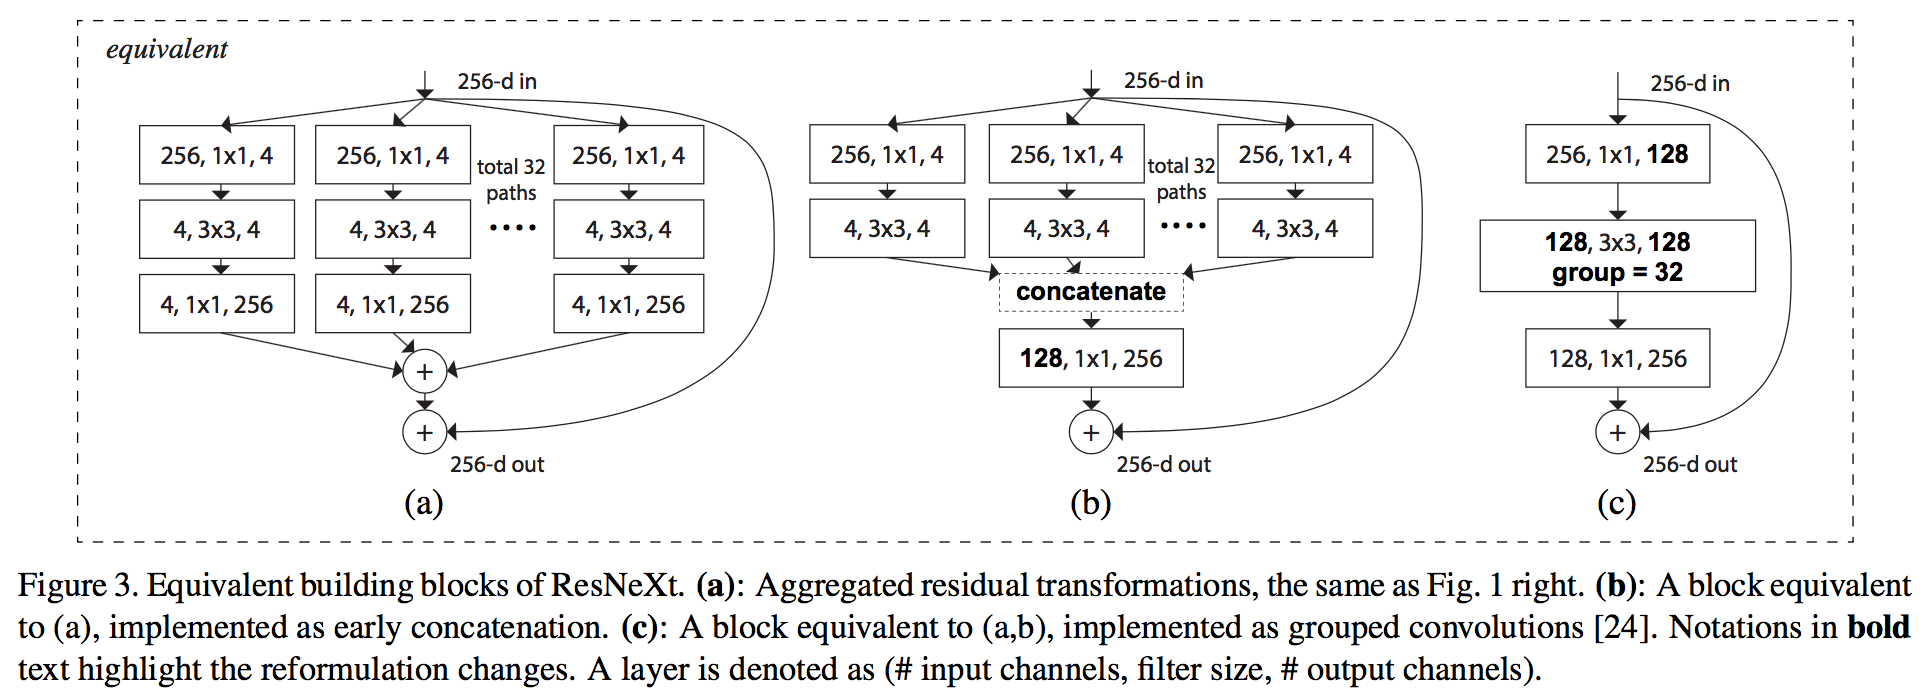 equivalent
256-d in
256, 1x1, 4
256, 1x1, 4
256, 1x1, 4
total 32
paths
4, 3x3, 4
4, 3x3, 4
....
4, 3x3, 4
4, 1x1, 256
4, 1x1, 256
4, 1x1, 256
+
+
256-d out
(a)
256-d in
256, 1x1, 4
256, 1x1, 4
256, 1x1, 4
total 32
paths
4, 3x3, 4
4, 3x3, 4
....
4, 3x3, 4
concatenate
128, 1x1, 256
+
256-d out
(b)
256-d in
256, 1x1, 128
128, 3x3, 128
group = 32
128, 1x1, 256
+
256-d out
(c)
Figure 3. Equivalent building blocks of ResNeXt. (a): Aggregated residual transformations, the same as Fig. 1 right. (b): A block equivalent
to (a), implemented as early concatenation. (c): A block equivalent to (a,b), implemented as grouped convolutions [24]. Notations in bold
text highlight the reformulation changes. A layer is denoted as (# input channels, filter size, # output channels).